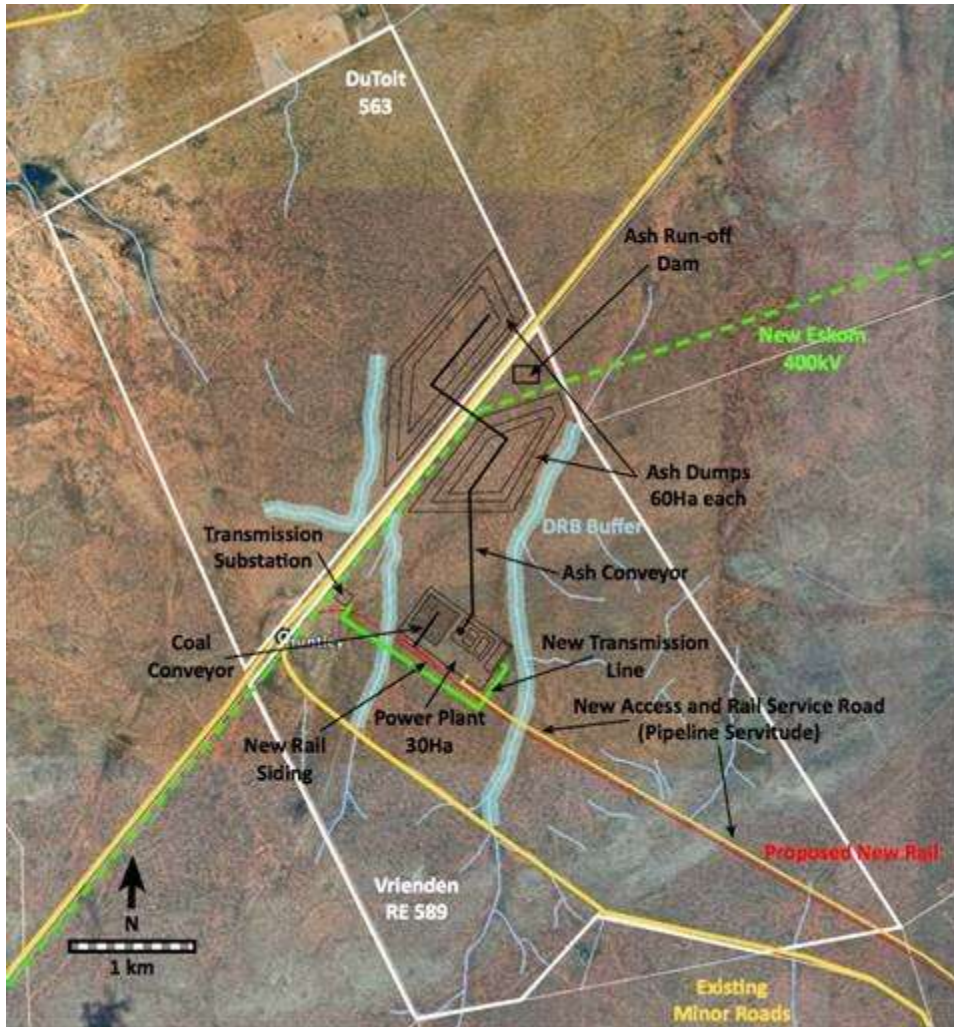 DuToit
563
Ash Run-off
Dam
New Eskom
400kV
Ash Dumps
60Ha each
DRB Buffer
Transmission
Substation
Ash Conveyor
Coal
Conveyor
New Transmission
Line
New Access and Rail Service Road
(Pipeline Servitude)
Power Plant
30Ha
New Rail
Siding
Proposed New Rail
Vrienden
RE 589
N
1 km
Existing
Minor Roads